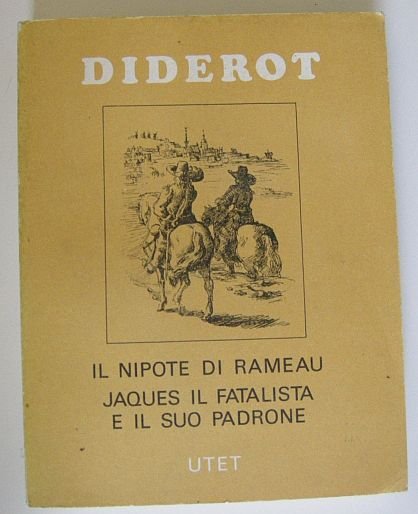 DIDEROT
IL NIPOTE DI RAMEAU
JAQUES IL FATALISTA
E IL SUO PADRONE
UTET